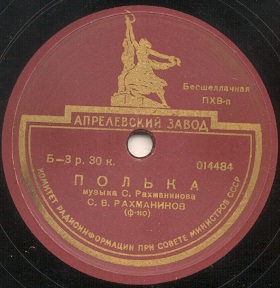 Бесшеллачная
ПХВ-а
АПРЕЛЕВСКИЙ ЗАВОД
Б—3 р. 30 к.
014484
ПОЛЬКА
музыка С. Рахманинова
С. В. РАХМАНИНОВ
(ф-но)
КОМИТЕТ РАДИОИНФОРМАЦИИ ПРИ СОВЕТЕ МИНИСТРОВ СССР